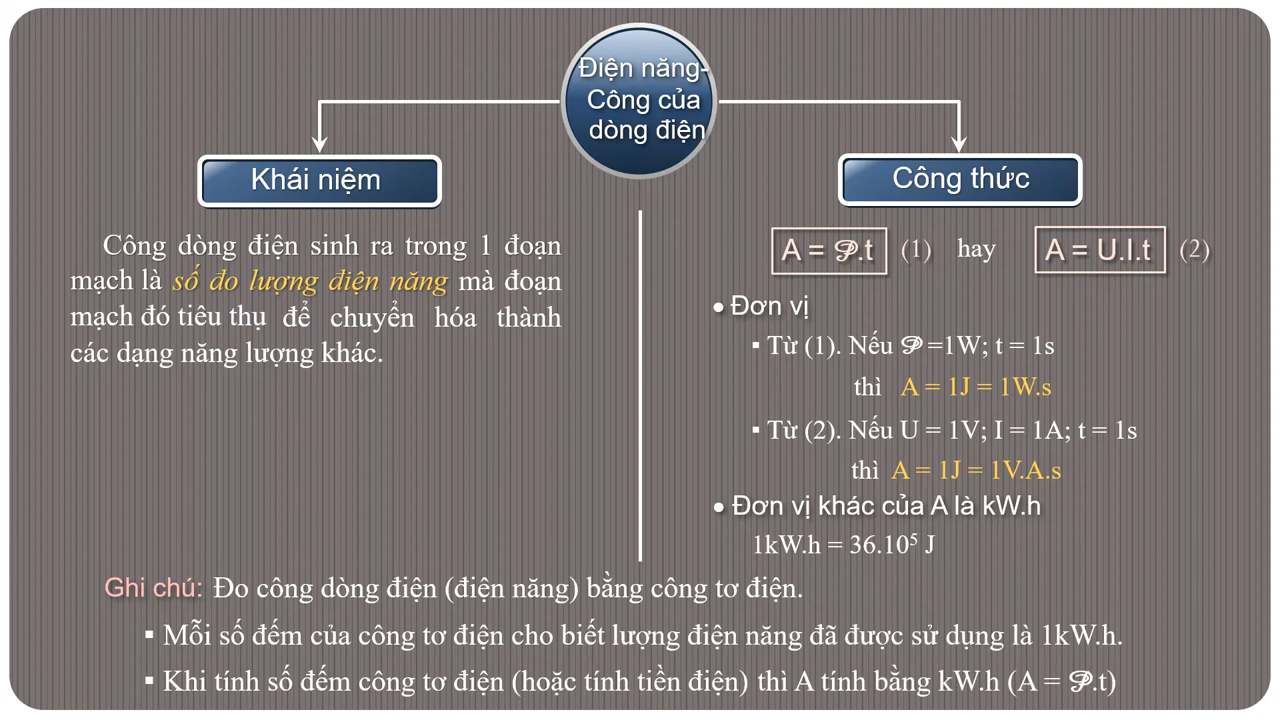 Điện năng-
Công của
dòng điện
Khái niệm
Công dòng điện sinh ra trong 1 đoạn
mạch là số đo lượng điện năng mà đoạn
mạch đó tiêu thụ để chuyển hóa thành
các dạng năng lượng khác.
Công thức
A = 𝒫.t (1) hay A = U.I.t (2)
• Đơn vị
▪ Từ (1). Nếu 𝒫 =1W; t = 1s
thì A = 1J = 1W.s
▪ Từ (2). Nếu U = 1V; I = 1A; t = 1s
thì A = 1J = 1V.A.s
• Đơn vị khác của A là kW.h
1kW.h = 36.10⁵ J
Ghi chú: Đo công dòng điện (điện năng) bằng công tơ điện.
▪ Mỗi số đếm của công tơ điện cho biết lượng điện năng đã được sử dụng là 1kW.h.
▪ Khi tính số đếm công tơ điện (hoặc tính tiền điện) thì A tính bằng kW.h (A = 𝒫.t)